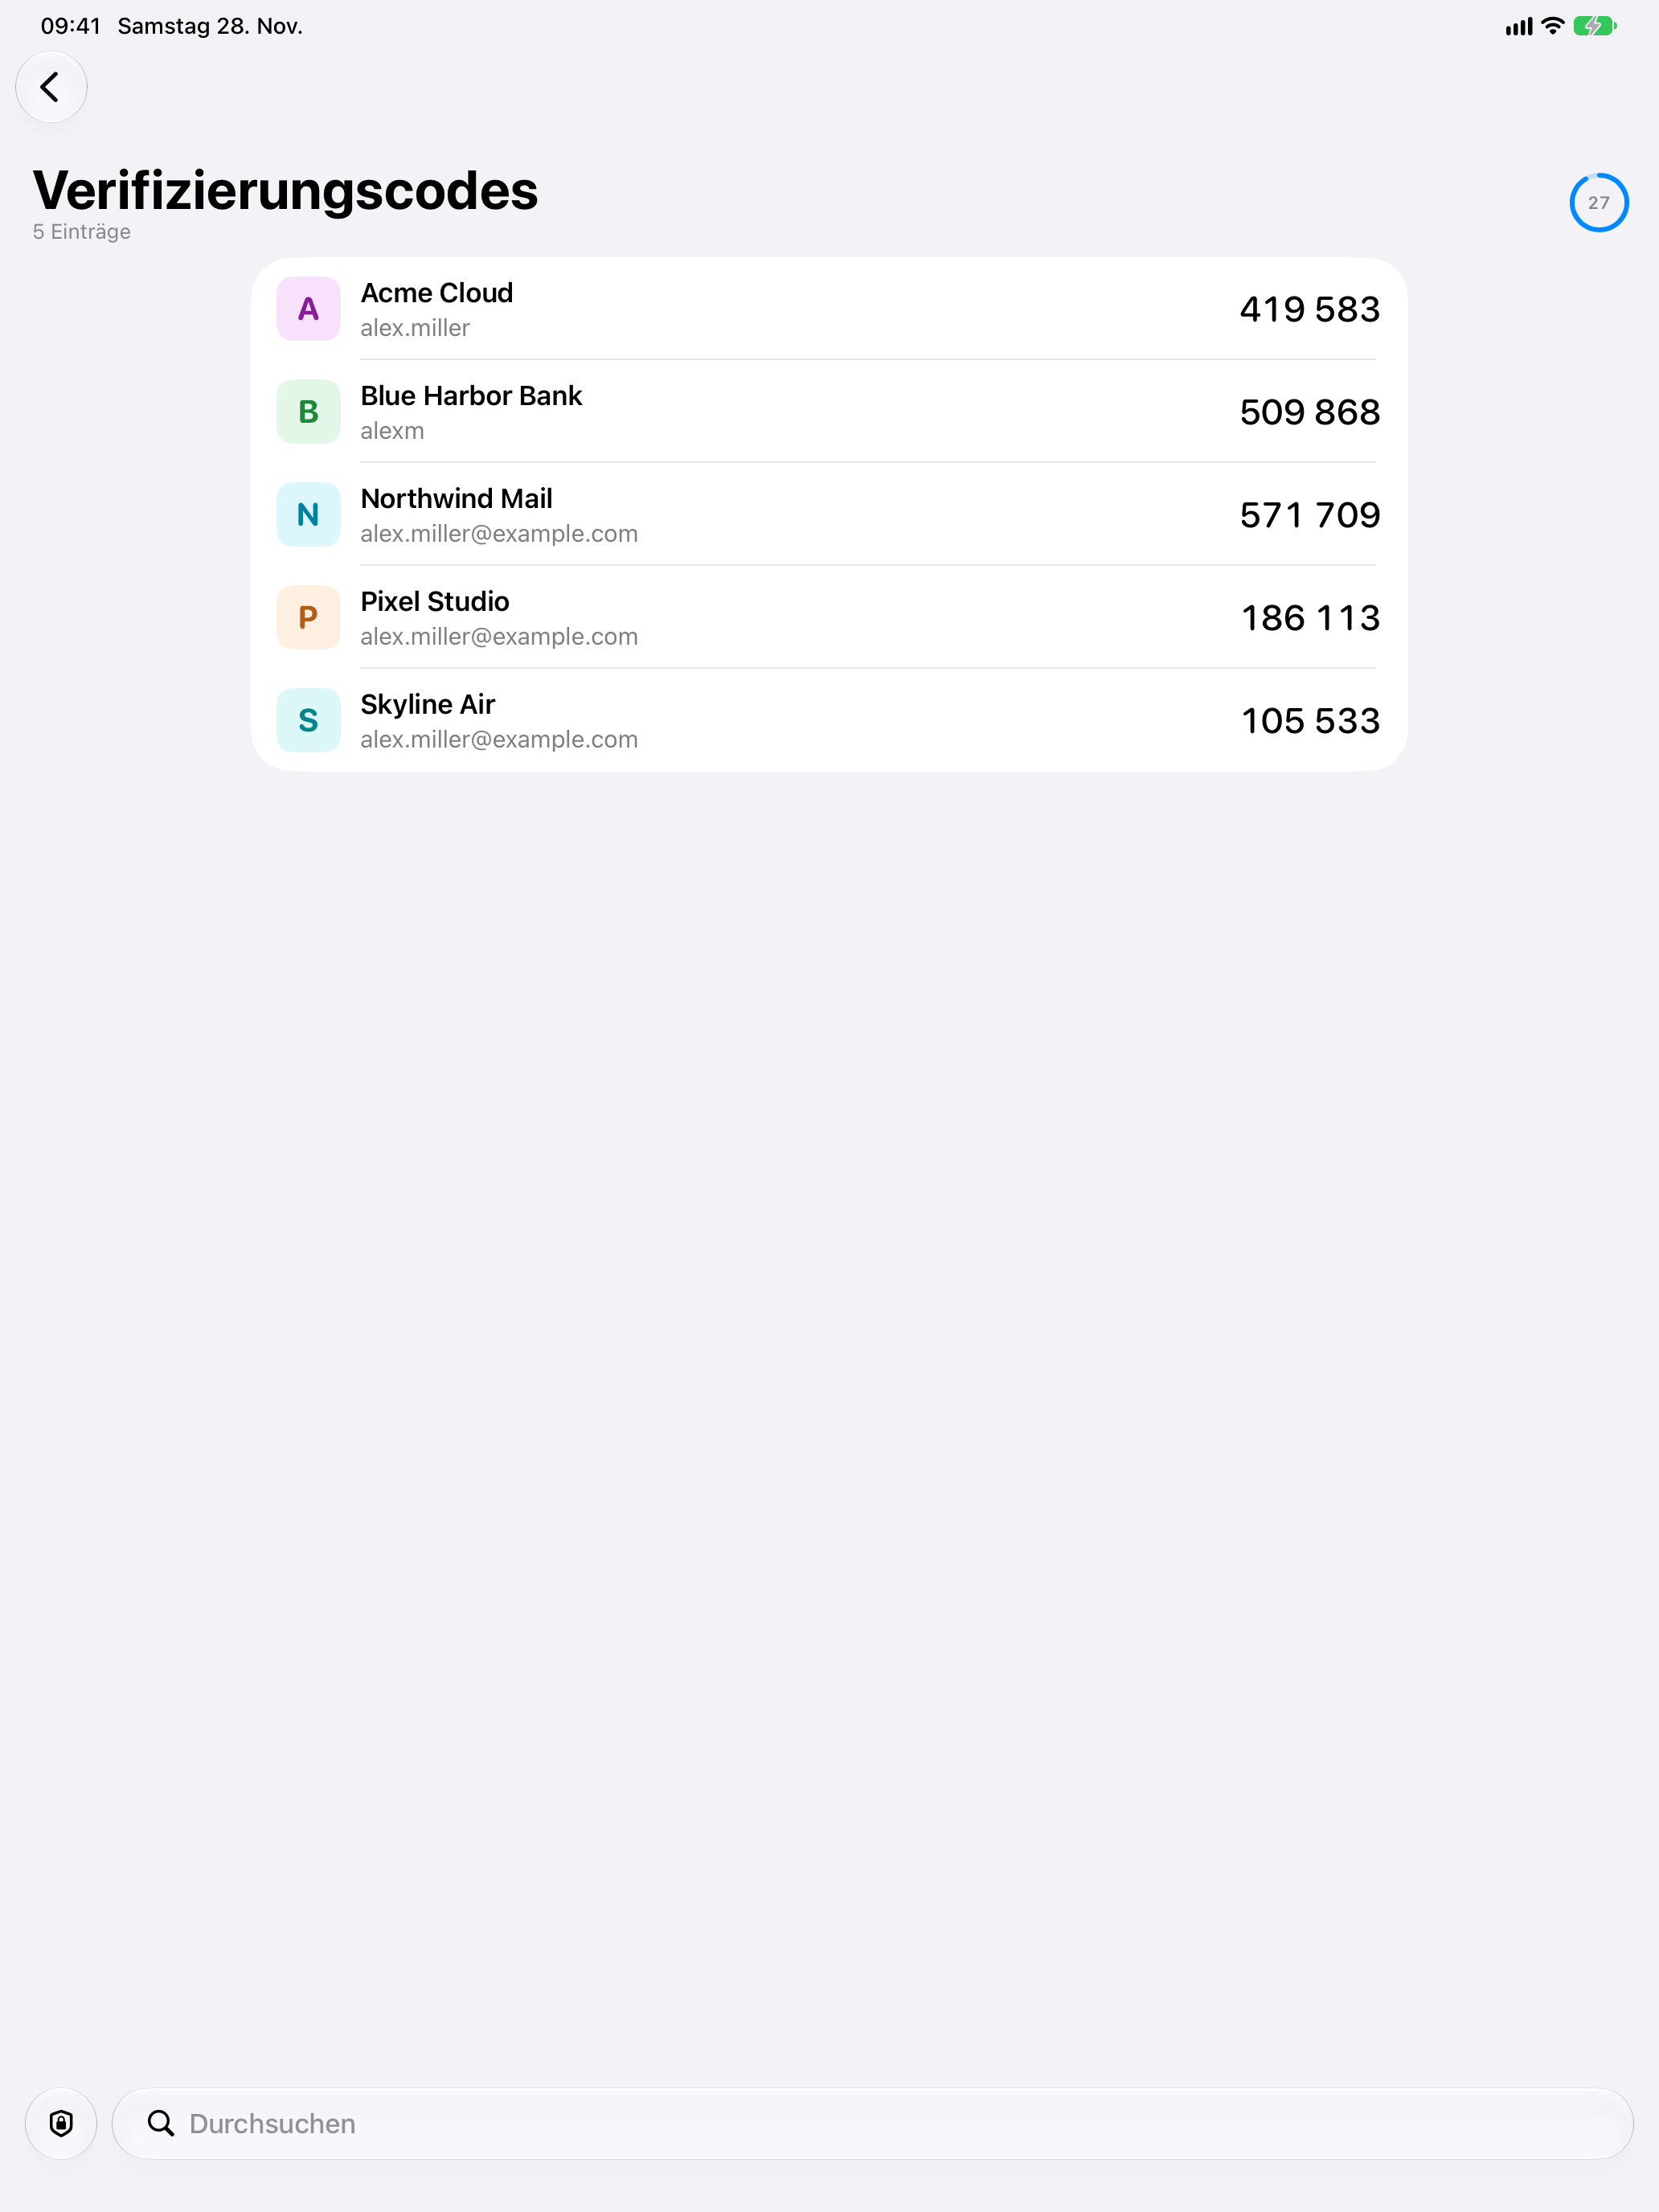 09:41 Samstag 28. Nov.
Verifizierungscodes
5 Einträge
27
A Acme Cloud 419 583
alex.miller
B Blue Harbor Bank 509 868
alexm
N Northwind Mail 571 709
alex.miller@example.com
P Pixel Studio 186 113
alex.miller@example.com
S Skyline Air 105 533
alex.miller@example.com
Durchsuchen